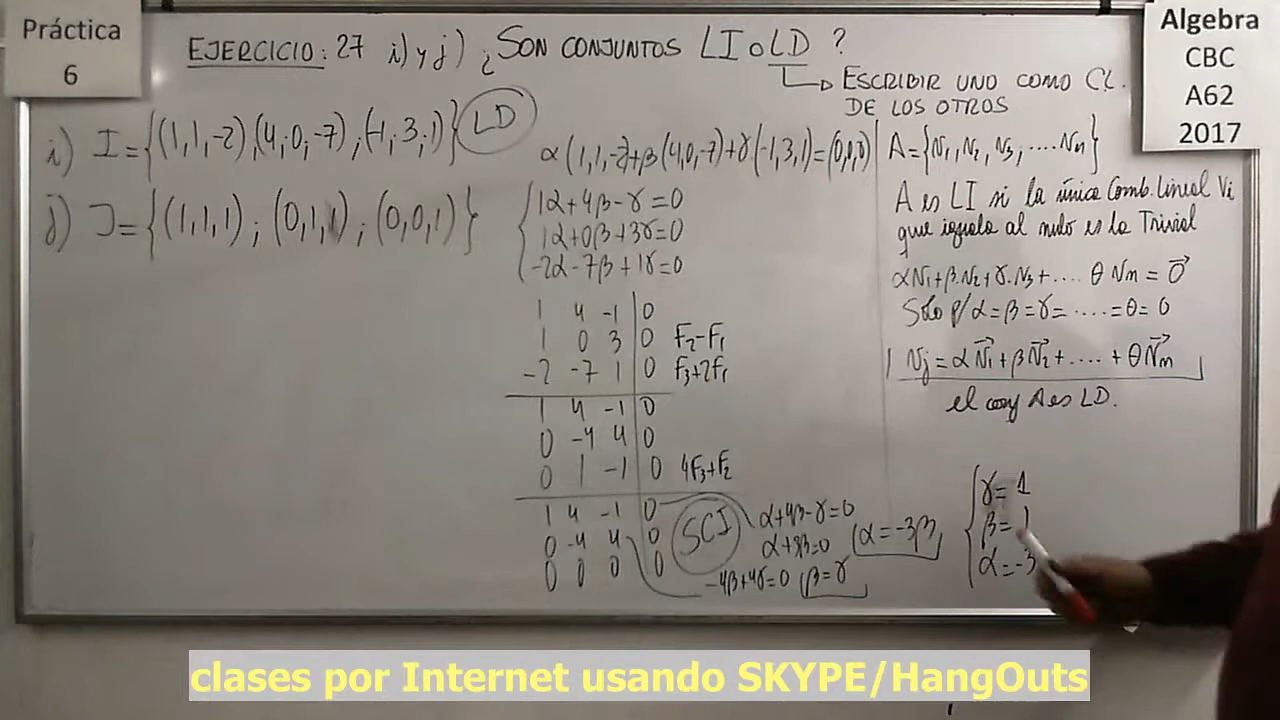 Práctica
6
EJERCICIO: 27 i) y j) ¿SON CONJUNTOS LI o LD ?
ESCRIBIR UNO COMO CL.
DE LOS OTROS
Algebra
CBC
A62
2017
i) I={(1,1,-2),(4,0,-7),(-1,3,1)} LD
j) J={(1,1,1);(0,1,1);(0,0,1)}
α(1,1,-2)+β(4,0,-7)+γ(-1,3,1)=(0,0,0)
1α+4β-γ=0
1α+0β+3γ=0
-2α-7β+1γ=0
1 4 -1 | 0
1 0 3 | 0 F2-F1
-2 -7 1 | 0 F3+2F1
1 4 -1 | 0
0 -4 4 | 0
0 1 -1 | 0 4F3+F2
1 4 -1 | 0
0 -4 4 | 0
0 0 0 | 0
SCI
α+4β-γ=0
α+3β=0 α=-3β
-4β+4γ=0 β=γ
A={V1,V2,V3,....Vn}
A es LI si la única Comb. Lineal Vi
que iguala al nulo es la Trivial
αV1+β.V2+γ.V3+.... θVn=0
Sólo p/α=β=γ=....=θ=0
Vj=αV1+βV2+....+θVn
el conj A es LD.
γ=1
β=1
α=-3
clases por Internet usando SKYPE/HangOuts